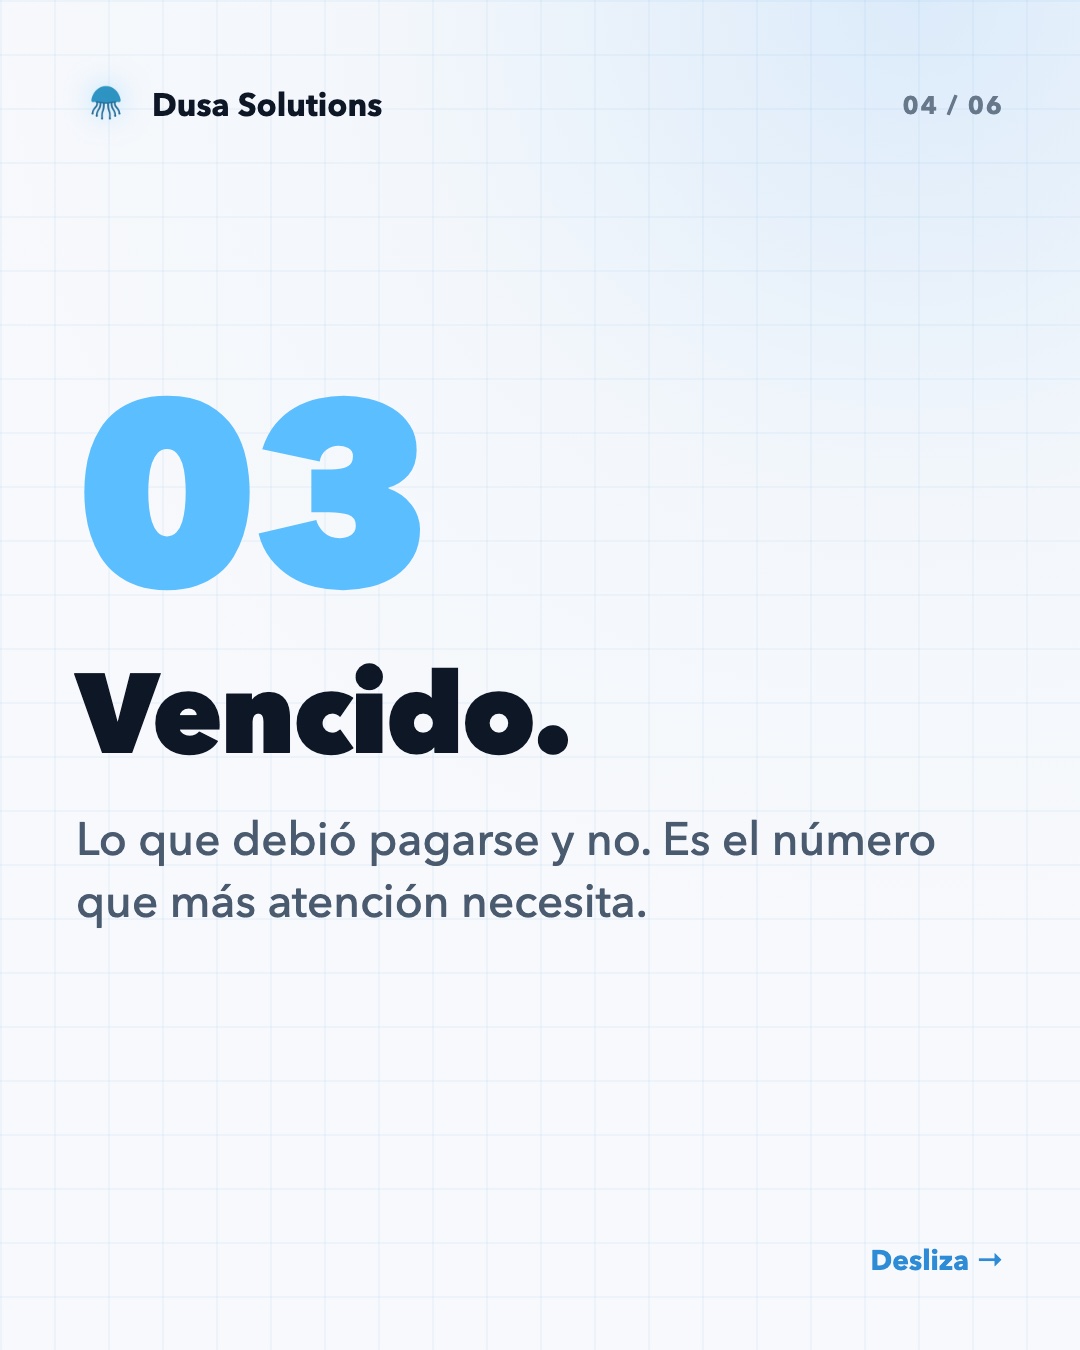 Dusa Solutions
04 / 06
03
Vencido.
Lo que debió pagarse y no. Es el número
que más atención necesita.
Desliza →